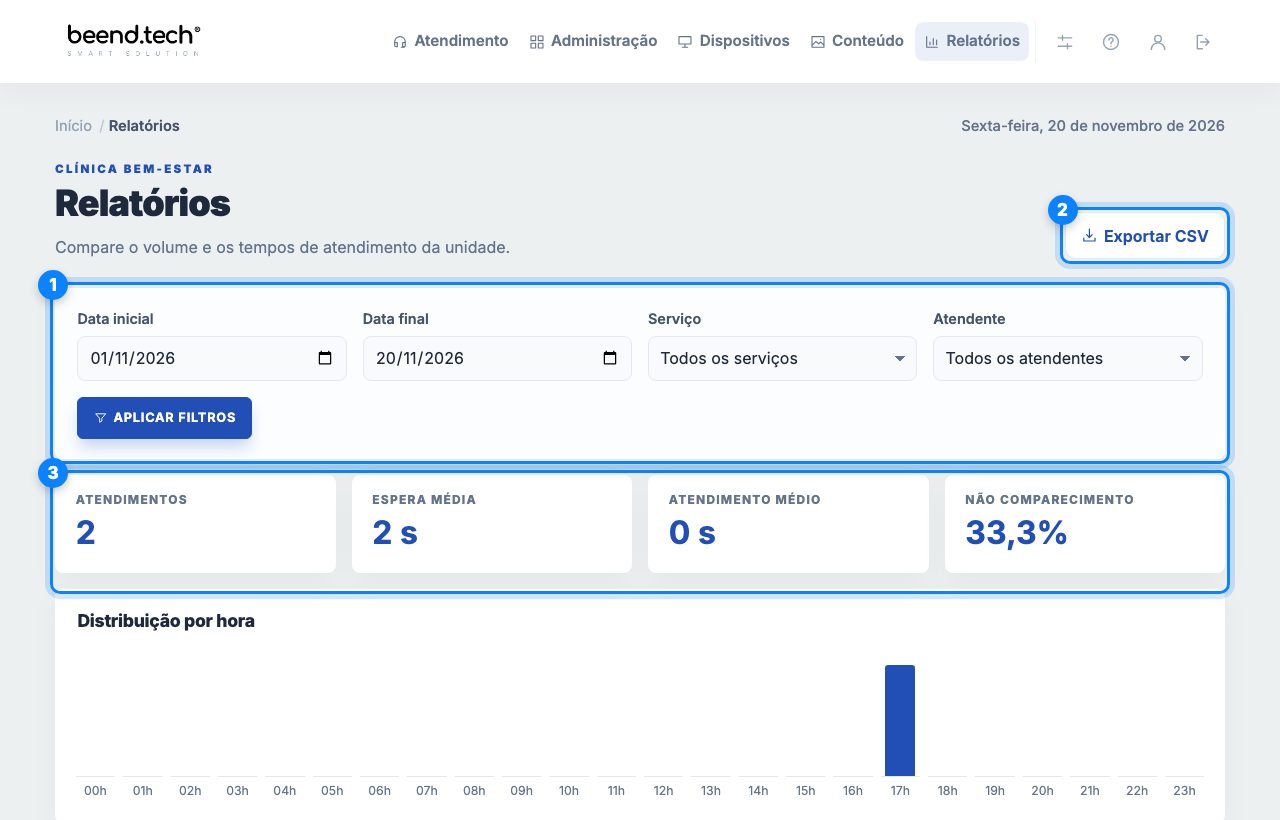 beend.tech®
SMART SOLUTION
Atendimento
Administração
Dispositivos
Conteúdo
Relatórios
Início / Relatórios
Sexta-feira, 20 de novembro de 2026
CLÍNICA BEM-ESTAR
Relatórios
Compare o volume e os tempos de atendimento da unidade.
2
Exportar CSV
1
Data inicial
Data final
Serviço
Atendente
01/11/2026
20/11/2026
Todos os serviços
Todos os atendentes
APLICAR FILTROS
3
ATENDIMENTOS
2
ESPERA MÉDIA
2 s
ATENDIMENTO MÉDIO
0 s
NÃO COMPARECIMENTO
33,3%
Distribuição por hora
00h 01h 02h 03h 04h 05h 06h 07h 08h 09h 10h 11h 12h 13h 14h 15h 16h 17h 18h 19h 20h 21h 22h 23h